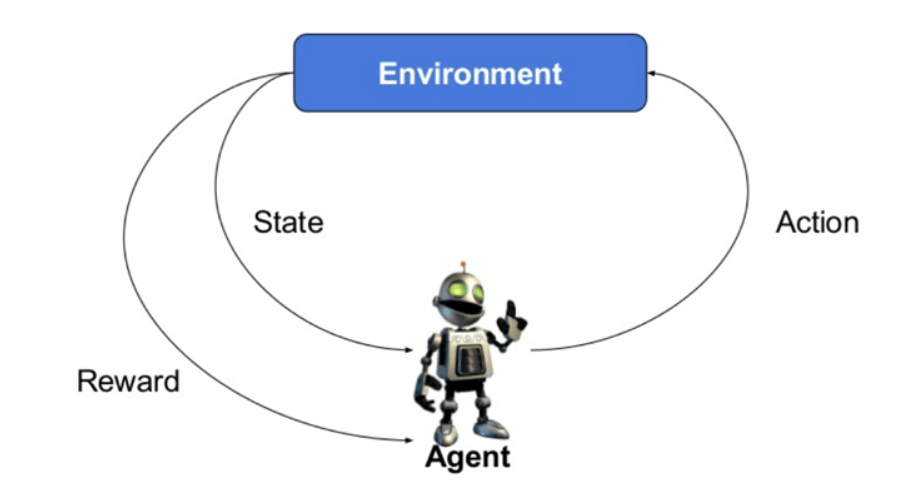 Environment
State
Action
Reward
Agent